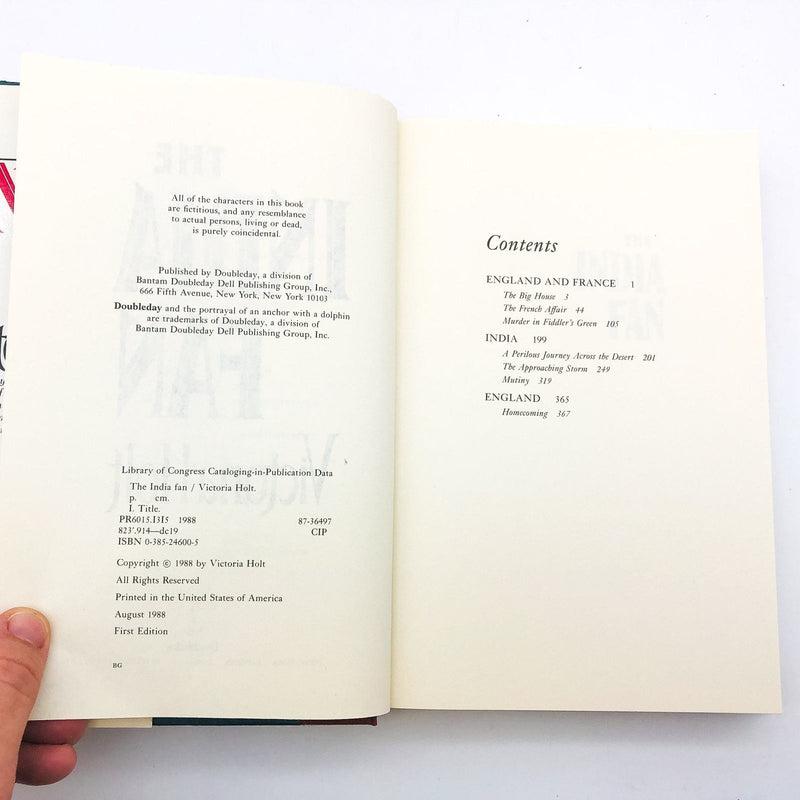 All of the characters in this book
are fictitious, and any resemblance
to actual persons, living or dead,
is purely coincidental.
Published by Doubleday, a division of
Bantam Doubleday Dell Publishing Group, Inc.,
666 Fifth Avenue, New York, New York 10103
Doubleday and the portrayal of an anchor with a dolphin
are trademarks of Doubleday, a division of
Bantam Doubleday Dell Publishing Group, Inc.
Library of Congress Cataloging-in-Publication Data
The India fan / Victoria Holt.
p. cm.
I. Title.
PR6015.I3I5 1988 87-36497
823'.914—dc19 CIP
ISBN 0-385-24600-5
Copyright © 1988 by Victoria Holt
All Rights Reserved
Printed in the United States of America
August 1988
First Edition
BG
Contents
ENGLAND AND FRANCE 1
The Big House 3
The French Affair 44
Murder in Fiddler's Green 105
INDIA 199
A Perilous Journey Across the Desert 201
The Approaching Storm 249
Mutiny 319
ENGLAND 365
Homecoming 367